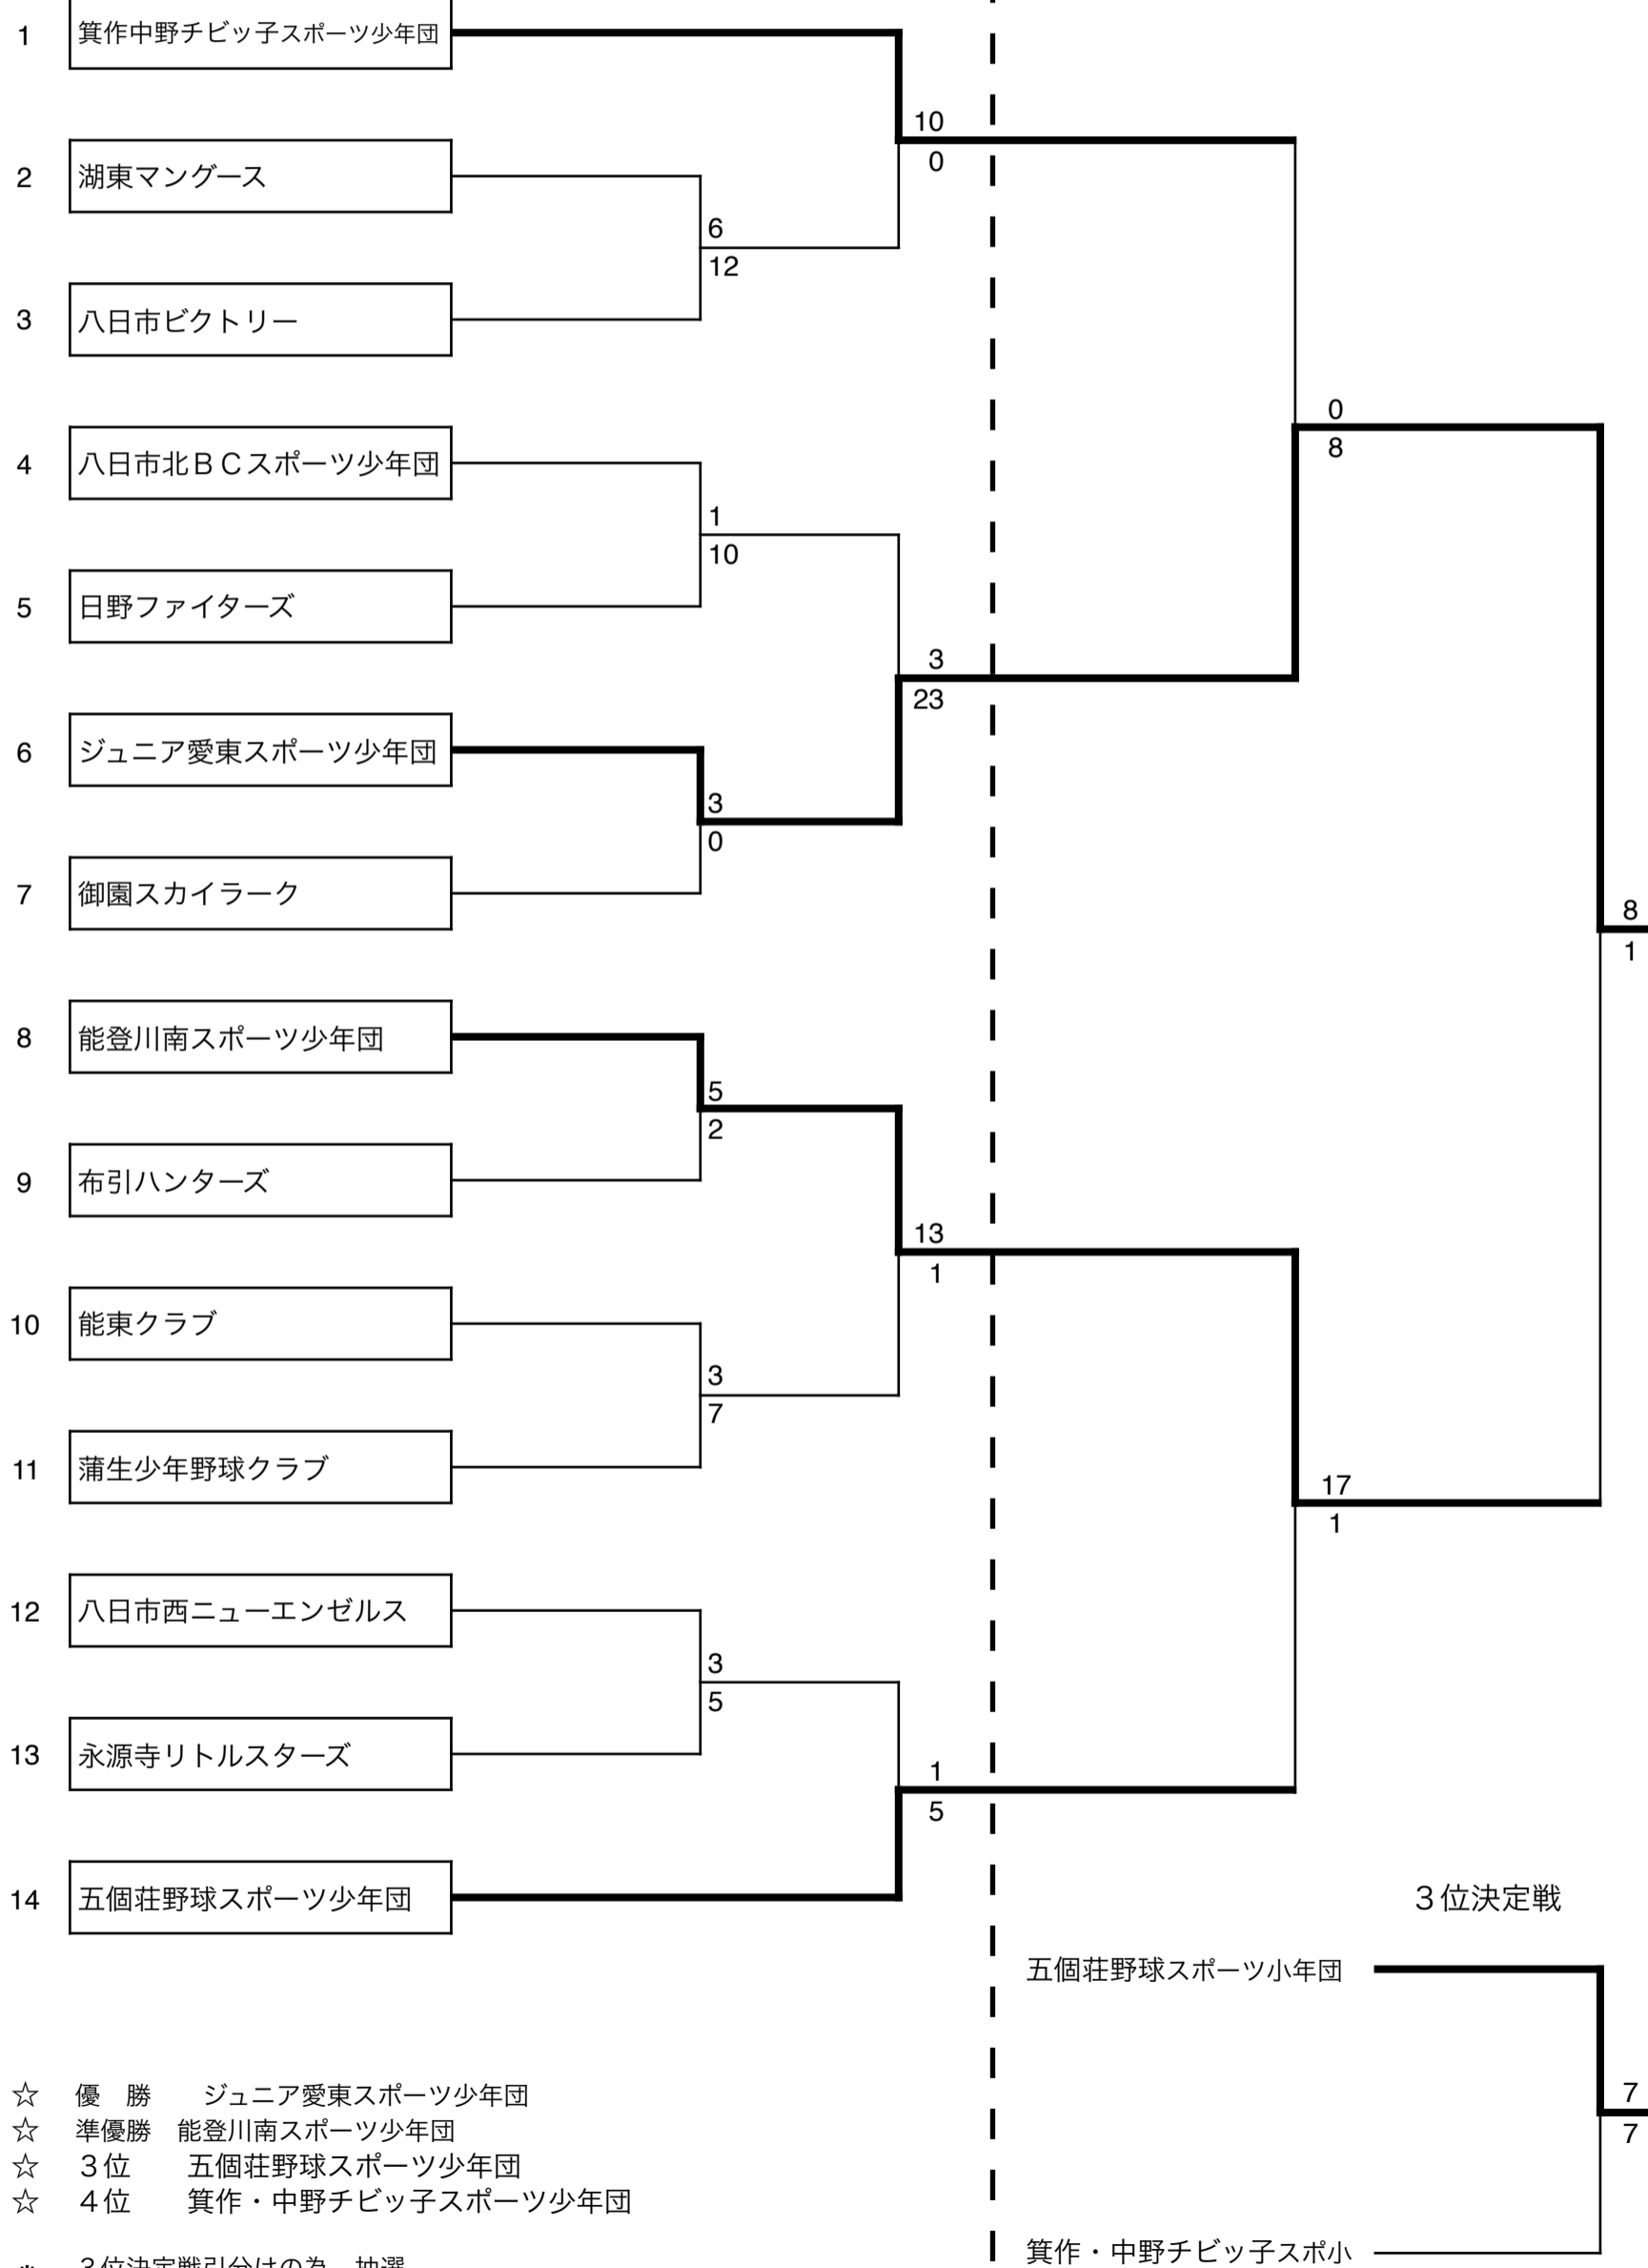 1 箕作中野チビッ子スポーツ少年団
10
0
2 湖東マングース
6
12
3 八日市ビクトリー
0
8
4 八日市北ＢＣスポーツ少年団
1
10
5 日野ファイターズ
3
23
6 ジュニア愛東スポーツ少年団
3
0
7 御園スカイラーク
8
1
8 能登川南スポーツ少年団
5
2
9 布引ハンターズ
13
1
10 能東クラブ
3
7
11 蒲生少年野球クラブ
17
1
12 八日市西ニューエンゼルス
3
5
13 永源寺リトルスターズ
1
5
14 五個荘野球スポーツ少年団
３位決定戦
五個荘野球スポーツ小年団
7
7
箕作・中野チビッ子スポ小
☆ 優　勝　　ジュニア愛東スポーツ少年団
☆ 準優勝　能登川南スポーツ少年団
☆ ３位　　五個荘野球スポーツ少年団
☆ ４位　　箕作・中野チビッ子スポーツ少年団
* ３位決定戦引分けの為、抽選